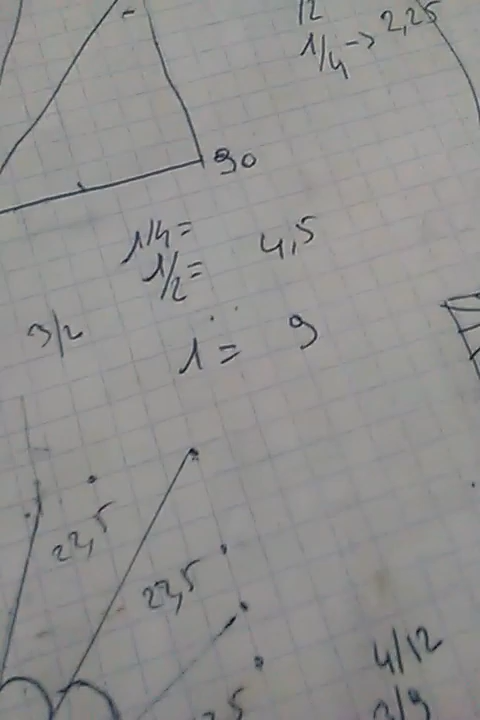 12
1/4 -> 2,25
90
1/4 =
1/2 = 4,5
3/2
1 = 9
22,5
22,5
4/12
3/9